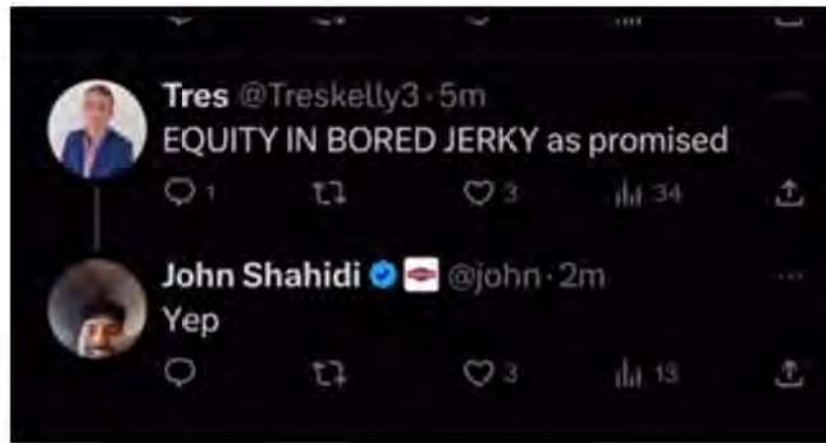 Tres @Treskelly3·5m
EQUITY IN BORED JERKY as promised
1 3 34
John Shahidi @john·2m
Yep
3 13